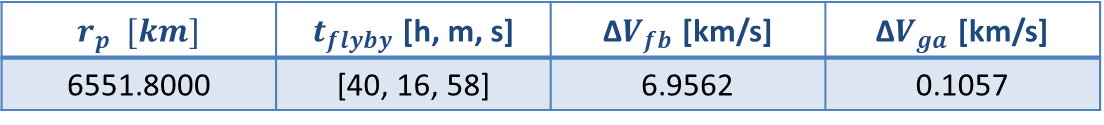 r_p [km] t_flyby [h, m, s] ΔV_fb [km/s] ΔV_ga [km/s]
6551.8000 [40, 16, 58] 6.9562 0.1057